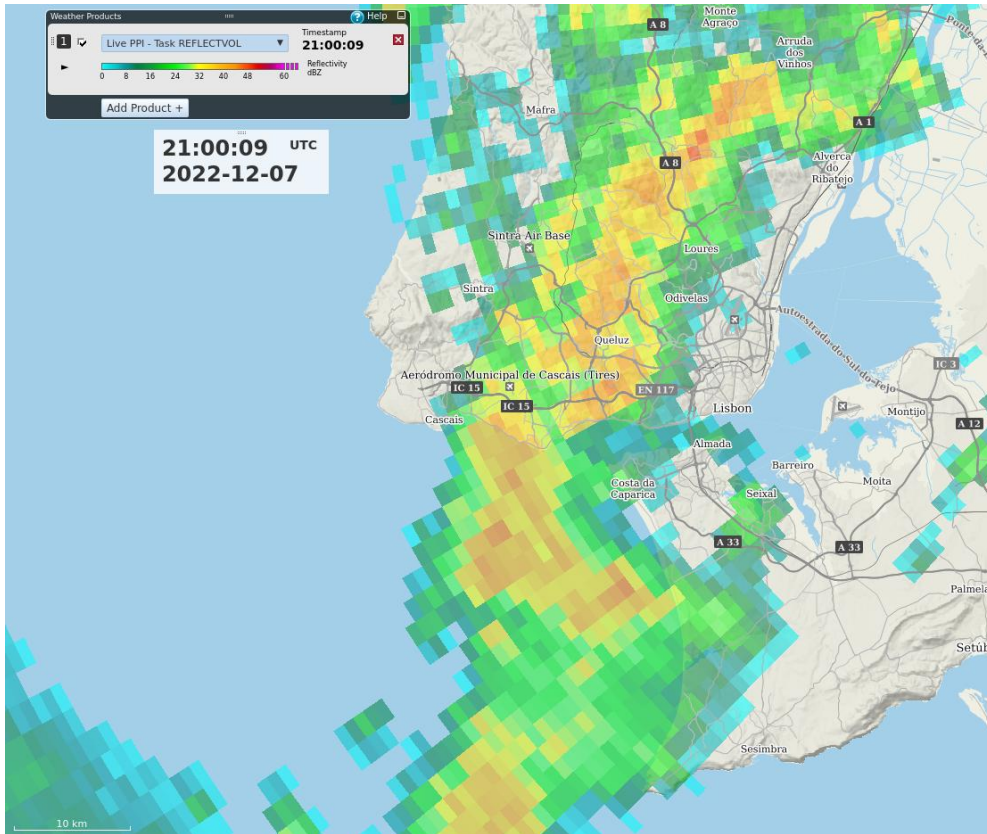 Weather Products
? Help
1
Live PPI - Task REFLECTVOL
Timestamp
21:00:09
0 8 16 24 32 40 48 60
Reflectivity
dBZ
Add Product +
21:00:09 UTC
2022-12-07
Monte
Agraço
A 8
Arruda
dos
Vinhos
Mafra
A 1
A 8
Alverca
do
Ribatejo
Sintra Air Base
Loures
Sintra
Odivelas
Autoestrada do Sul do Tejo
Queluz
IC 3
Aeródromo Municipal de Cascais (Tires)
IC 15
EN 117
IC 15
Lisbon
Montijo
Cascais
A 12
Almada
Barreiro
Costa da
Caparica
Moita
Seixal
A 33
A 33
Palmela
Setúb
Sesimbra
10 km